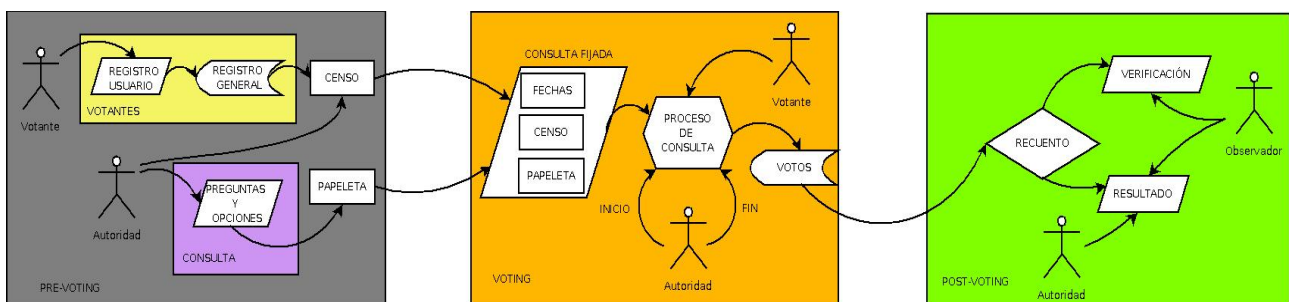 REGISTRO
USUARIO
REGISTRO
GENERAL
CENSO
Votante
VOTANTES
PREGUNTAS
Y
OPCIONES
PAPELETA
Autoridad
CONSULTA
PRE-VOTING
CONSULTA FIJADA
FECHAS
CENSO
PAPELETA
PROCESO
DE
CONSULTA
Votante
VOTOS
INICIO
FIN
Autoridad
VOTING
VERIFICACIÓN
RECUENTO
Observador
RESULTADO
Autoridad
POST-VOTING